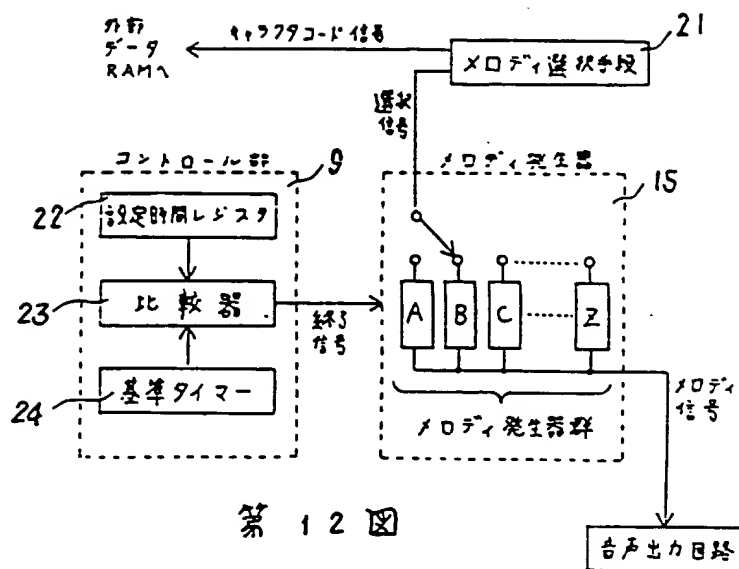 外部
データ
RAMへ
キャラクタコード信号
21
メロディ選択手段
選択
信号
コントロール部
9
メロディ発生器
15
22
設定時間レジスタ
23
比較器
終了
信号
24
基準タイマー
A
B
C
Z
メロディ発生器群
メロディ
信号
第12図
音声出力回路